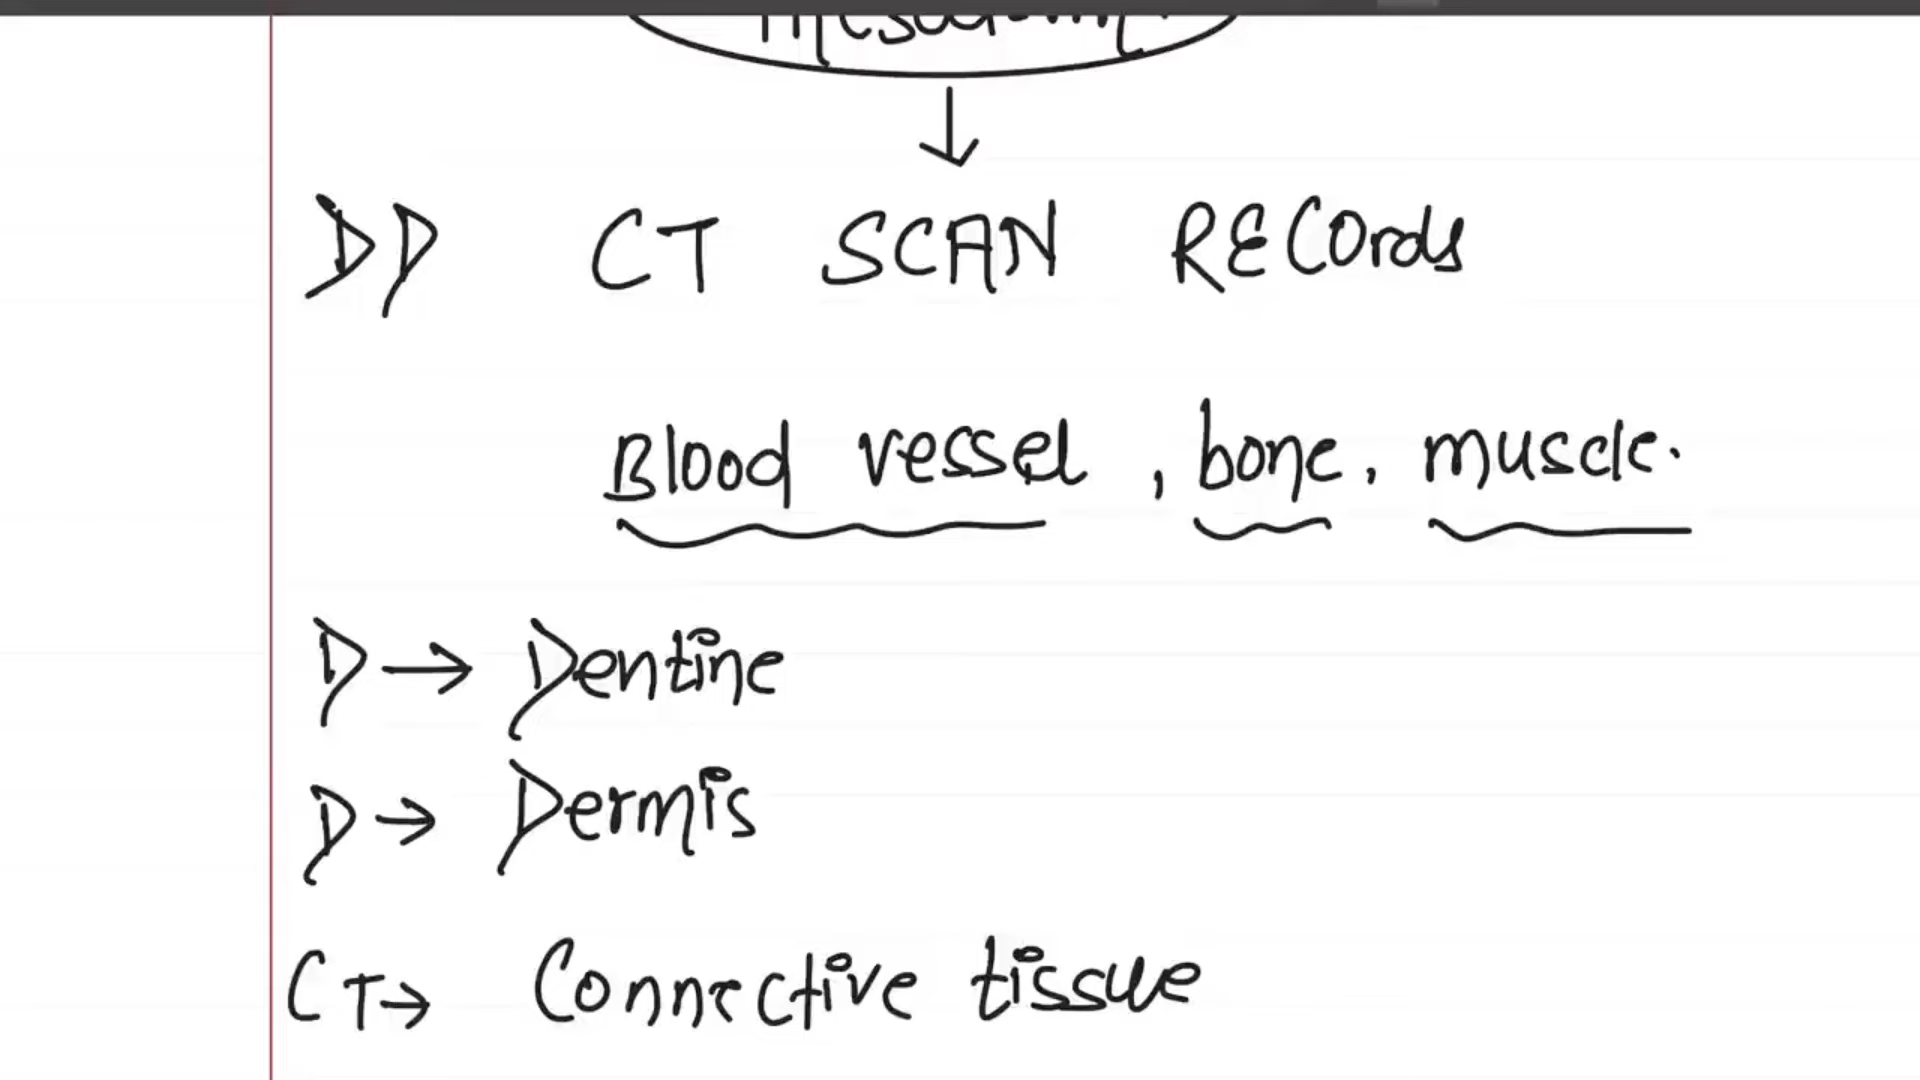 DD CT SCAN RECords
Blood vessel, bone, muscle.
D → Dentine
D → Dermis
CT → Connective tissue